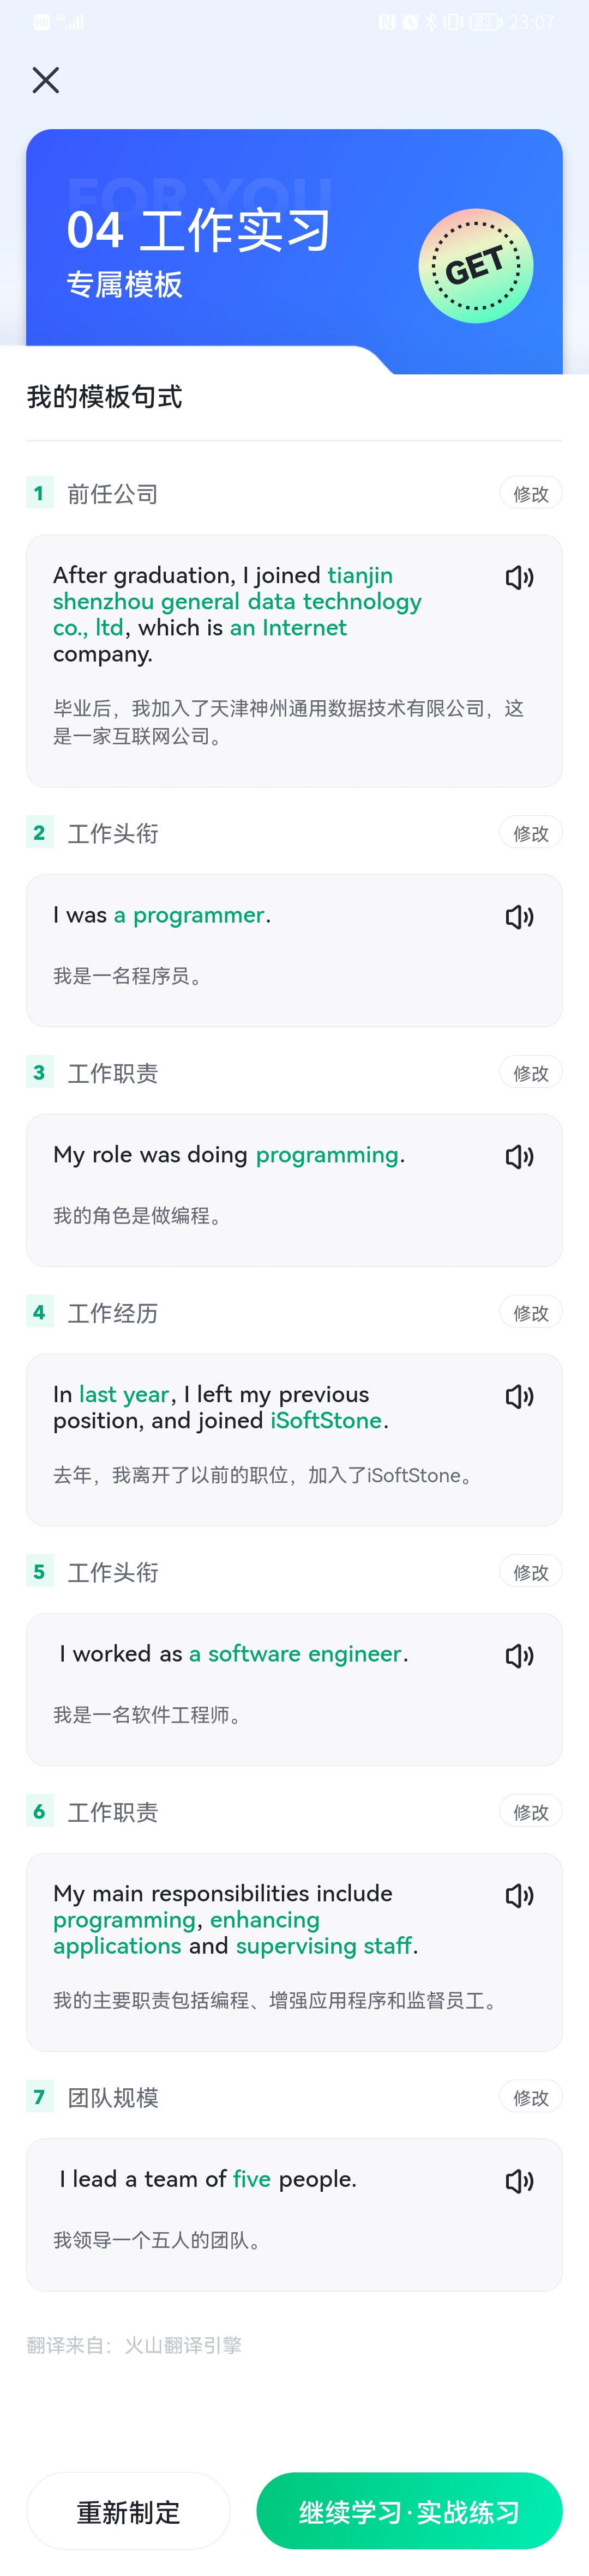 HD 4G 83 23:07
FOR YOU
04 工作实习
专属模板
GET
我的模板句式
1 前任公司 修改
After graduation, I joined tianjin
shenzhou general data technology
co., ltd, which is an Internet
company.
毕业后，我加入了天津神州通用数据技术有限公司，这
是一家互联网公司。
2 工作头衔 修改
I was a programmer.
我是一名程序员。
3 工作职责 修改
My role was doing programming.
我的角色是做编程。
4 工作经历 修改
In last year, I left my previous
position, and joined iSoftStone.
去年，我离开了以前的职位，加入了iSoftStone。
5 工作头衔 修改
I worked as a software engineer.
我是一名软件工程师。
6 工作职责 修改
My main responsibilities include
programming, enhancing
applications and supervising staff.
我的主要职责包括编程、增强应用程序和监督员工。
7 团队规模 修改
I lead a team of five people.
我领导一个五人的团队。
翻译来自：火山翻译引擎
重新制定 继续学习·实战练习